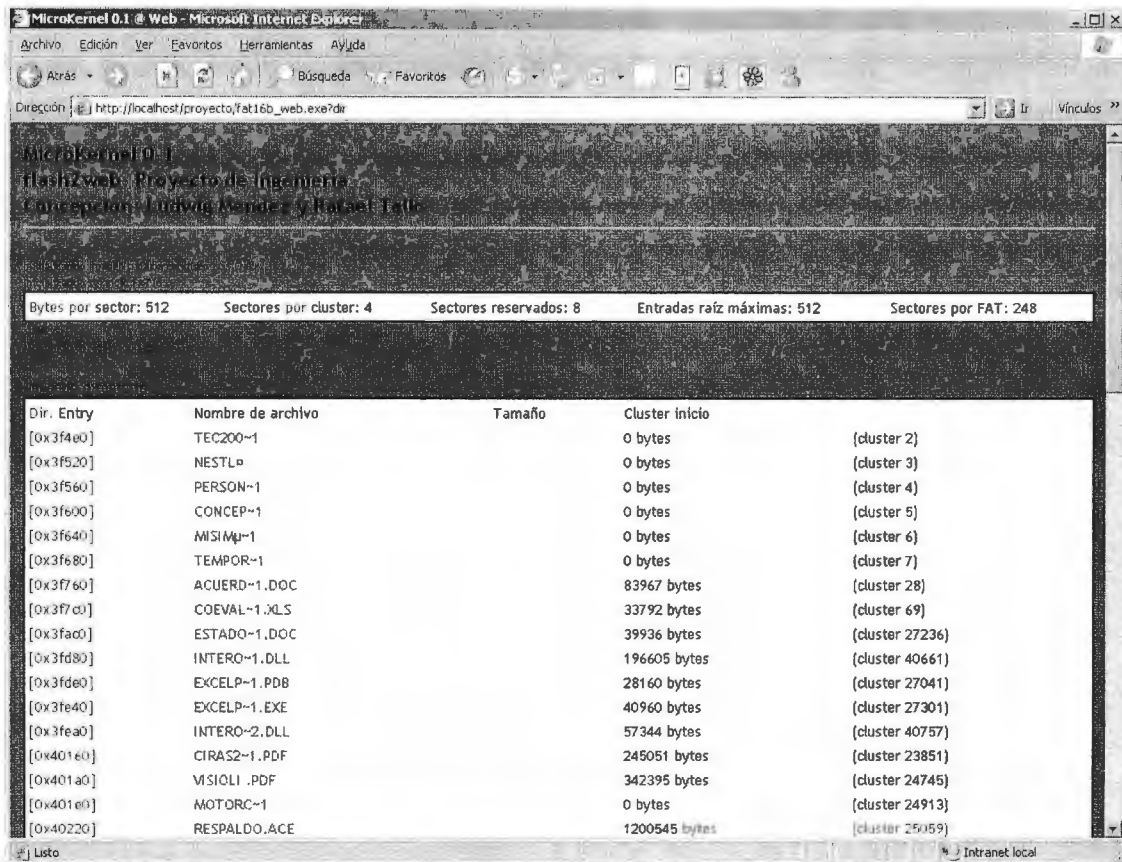 MicroKernel 0.1 @ Web - Microsoft Internet Explorer
Archivo Edición Ver Favoritos Herramientas Ayuda
Atrás Búsqueda Favoritos
Dirección http://localhost/proyecto/fat16b_web.exe?dir Ir Vínculos »
MicroKernel 0.1
flash2web: Proyecto de Ingeniería
Concepción: Ludwig Mendez y Rafael
Bytes por sector: 512 Sectores por cluster: 4 Sectores reservados: 8 Entradas raíz máximas: 512 Sectores por FAT: 248
Dir. Entry Nombre de archivo Tamaño Cluster inicio
[0x3f4e0] TEC200~1 0 bytes (cluster 2)
[0x3f520] NESTL¤ 0 bytes (cluster 3)
[0x3f560] PERSON~1 0 bytes (cluster 4)
[0x3f600] CONCEP~1 0 bytes (cluster 5)
[0x3f640] MISIMµ~1 0 bytes (cluster 6)
[0x3f680] TEMPOR~1 0 bytes (cluster 7)
[0x3f760] ACUERD~1.DOC 83967 bytes (cluster 28)
[0x3f7c0] COEVAL~1.XLS 33792 bytes (cluster 69)
[0x3fac0] ESTADO~1.DOC 39936 bytes (cluster 27236)
[0x3fd80] INTERO~1.DLL 196605 bytes (cluster 40661)
[0x3fde0] EXCELP~1.PDB 28160 bytes (cluster 27041)
[0x3fe40] EXCELP~1.EXE 40960 bytes (cluster 27301)
[0x3fea0] INTERO~2.DLL 57344 bytes (cluster 40757)
[0x40160] CIRAS2~1.PDF 245051 bytes (cluster 23851)
[0x401a0] VISIOLI .PDF 342395 bytes (cluster 24745)
[0x401e0] MOTORC~1 0 bytes (cluster 24913)
[0x40220] RESPALDO.ACE 1200545 bytes (cluster 25059)
Listo Intranet local